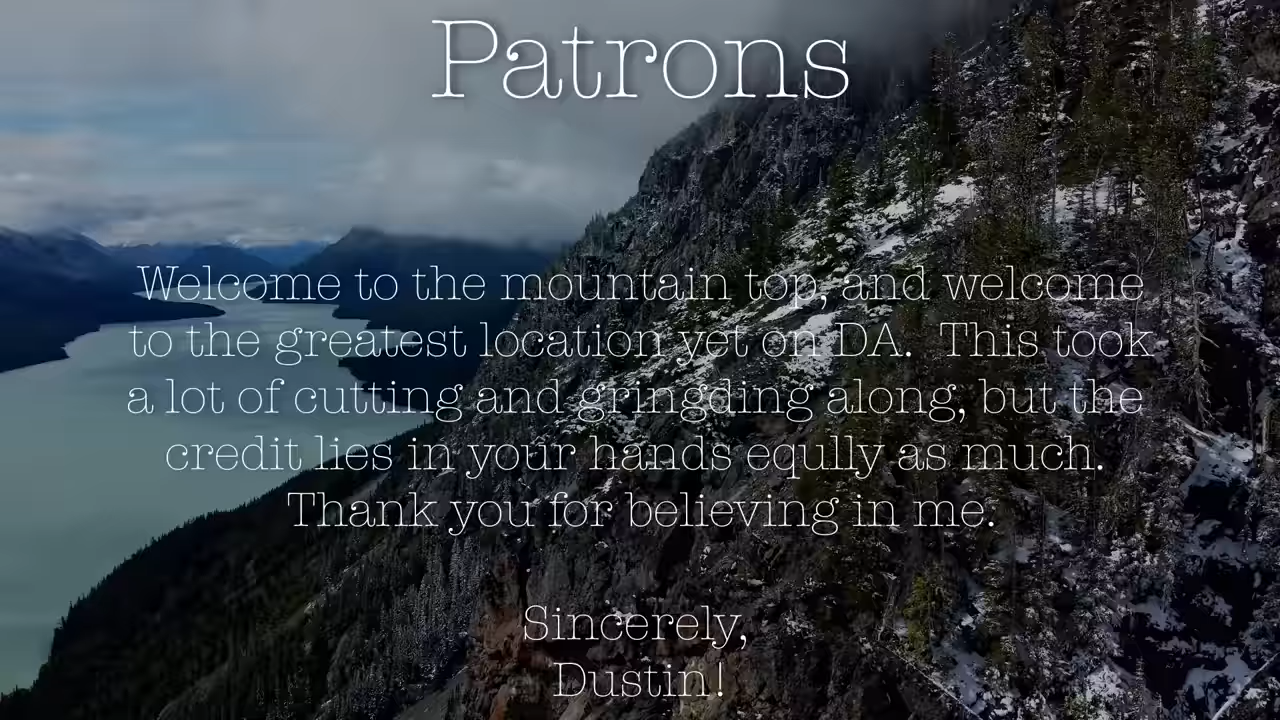 Patrons
Welcome to the mountain top, and welcome
to the greatest location yet on DA.  This took
a lot of cutting and gringding along, but the
credit lies in your hands eqully as much.
Thank you for believing in me.
Sincerely,
Dustin!